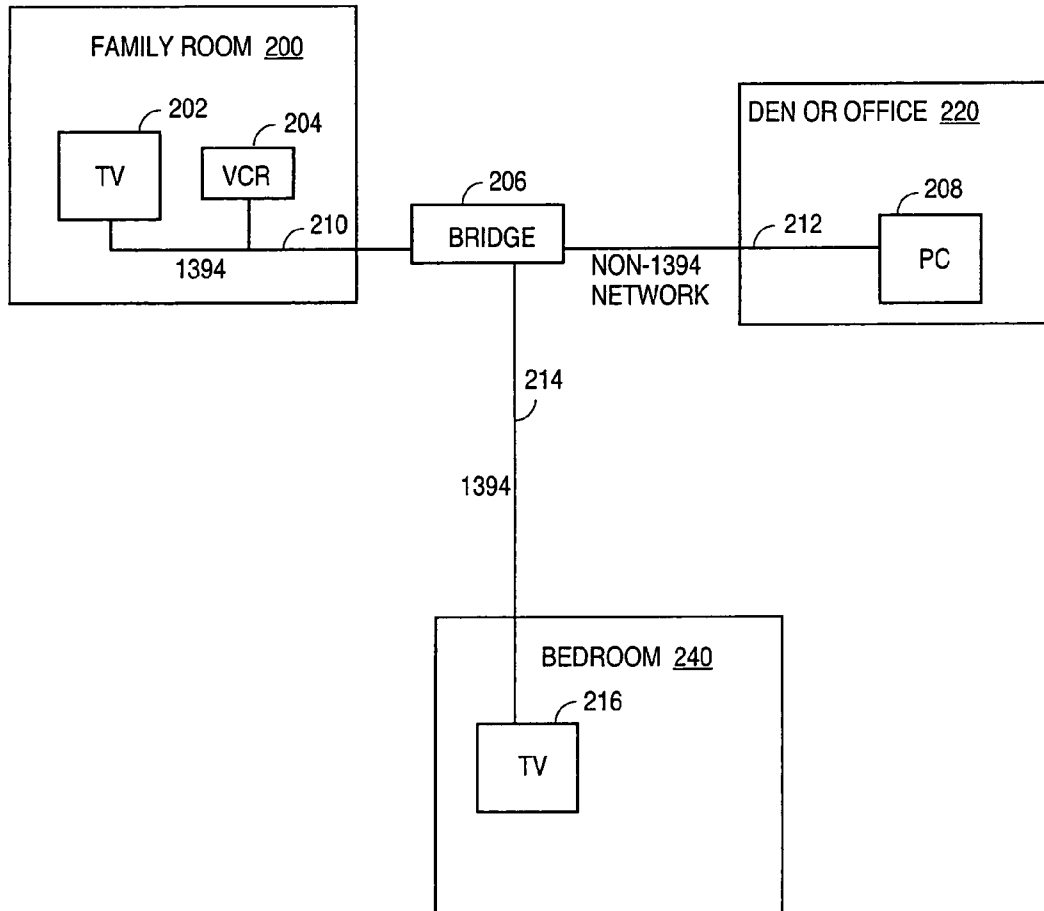 FAMILY ROOM 200
202
204
TV
VCR
210
1394
206
BRIDGE
NON-1394
NETWORK
DEN OR OFFICE 220
208
212
PC
214
1394
BEDROOM 240
216
TV